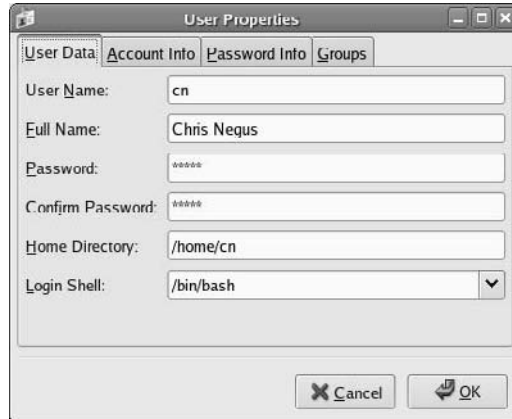 User Properties
User Data Account Info Password Info Groups
User Name: cn
Full Name: Chris Negus
Password: *****
Confirm Password: *****
Home Directory: /home/cn
Login Shell: /bin/bash
Cancel OK